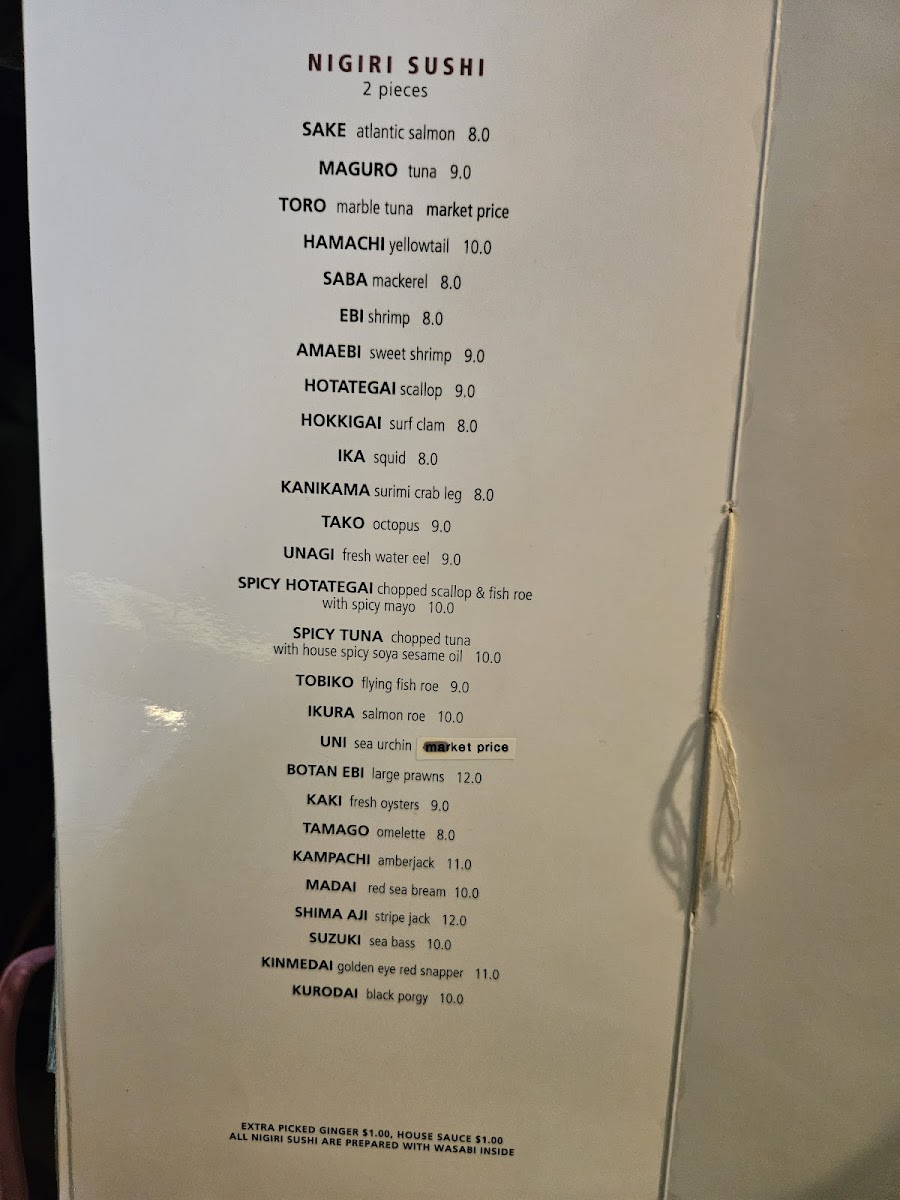 NIGIRI SUSHI
2 pieces
SAKE atlantic salmon 8.0
MAGURO tuna 9.0
TORO marble tuna market price
HAMACHI yellowtail 10.0
SABA mackerel 8.0
EBI shrimp 8.0
AMAEBI sweet shrimp 9.0
HOTATEGAI scallop 9.0
HOKKIGAI surf clam 8.0
IKA squid 8.0
KANIKAMA surimi crab leg 8.0
TAKO octopus 9.0
UNAGI fresh water eel 9.0
SPICY HOTATEGAI chopped scallop & fish roe
with spicy mayo 10.0
SPICY TUNA chopped tuna
with house spicy soya sesame oil 10.0
TOBIKO flying fish roe 9.0
IKURA salmon roe 10.0
UNI sea urchin market price
BOTAN EBI large prawns 12.0
KAKI fresh oysters 9.0
TAMAGO omelette 8.0
KAMPACHI amberjack 11.0
MADAI red sea bream 10.0
SHIMA AJI stripe jack 12.0
SUZUKI sea bass 10.0
KINMEDAI golden eye red snapper 11.0
KURODAI black porgy 10.0
EXTRA PICKED GINGER $1.00, HOUSE SAUCE $1.00
ALL NIGIRI SUSHI ARE PREPARED WITH WASABI INSIDE